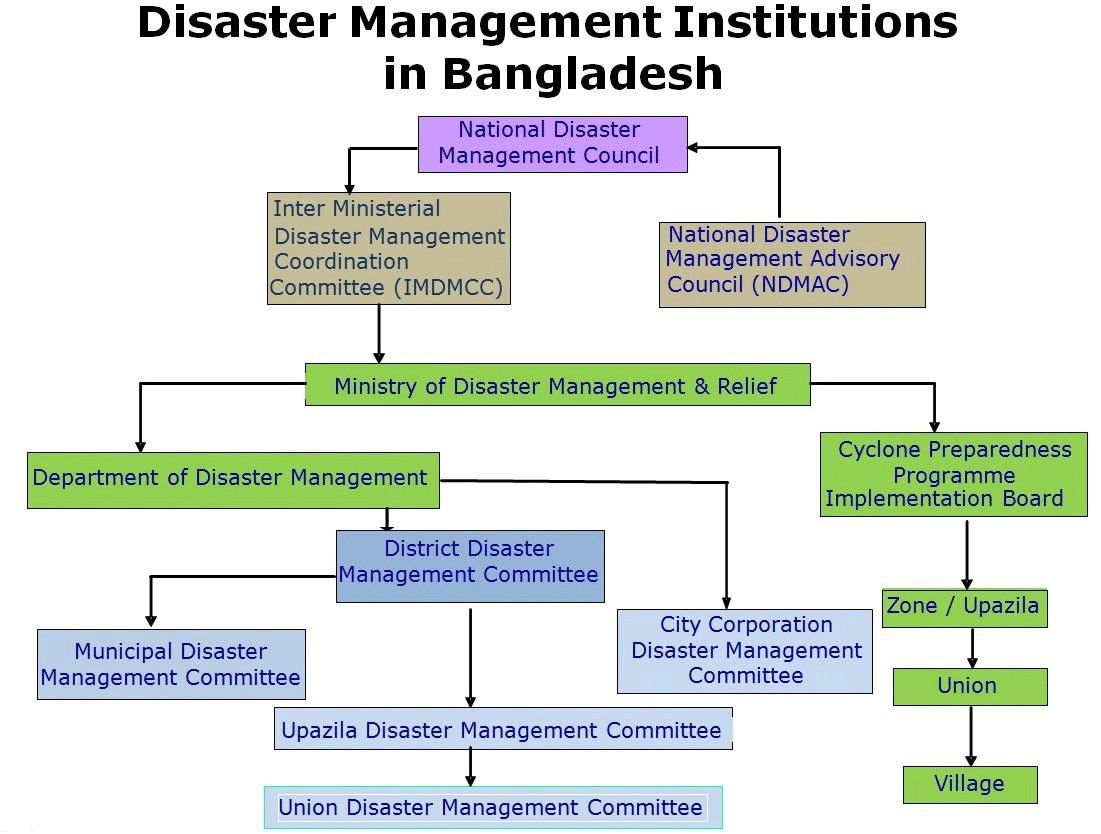 Disaster Management Institutions
in Bangladesh
National Disaster
Management Council
Inter Ministerial
Disaster Management
Coordination
Committee (IMDMCC)
National Disaster
Management Advisory
Council (NDMAC)
Ministry of Disaster Management & Relief
Department of Disaster Management
Cyclone Preparedness
Programme
Implementation Board
District Disaster
Management Committee
Zone / Upazila
Municipal Disaster
Management Committee
City Corporation
Disaster Management
Committee
Union
Upazila Disaster Management Committee
Village
Union Disaster Management Committee